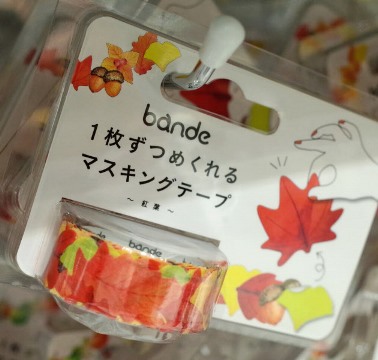 bande
1枚ずつめくれる
マスキングテープ
~ 紅葉 ~
bande